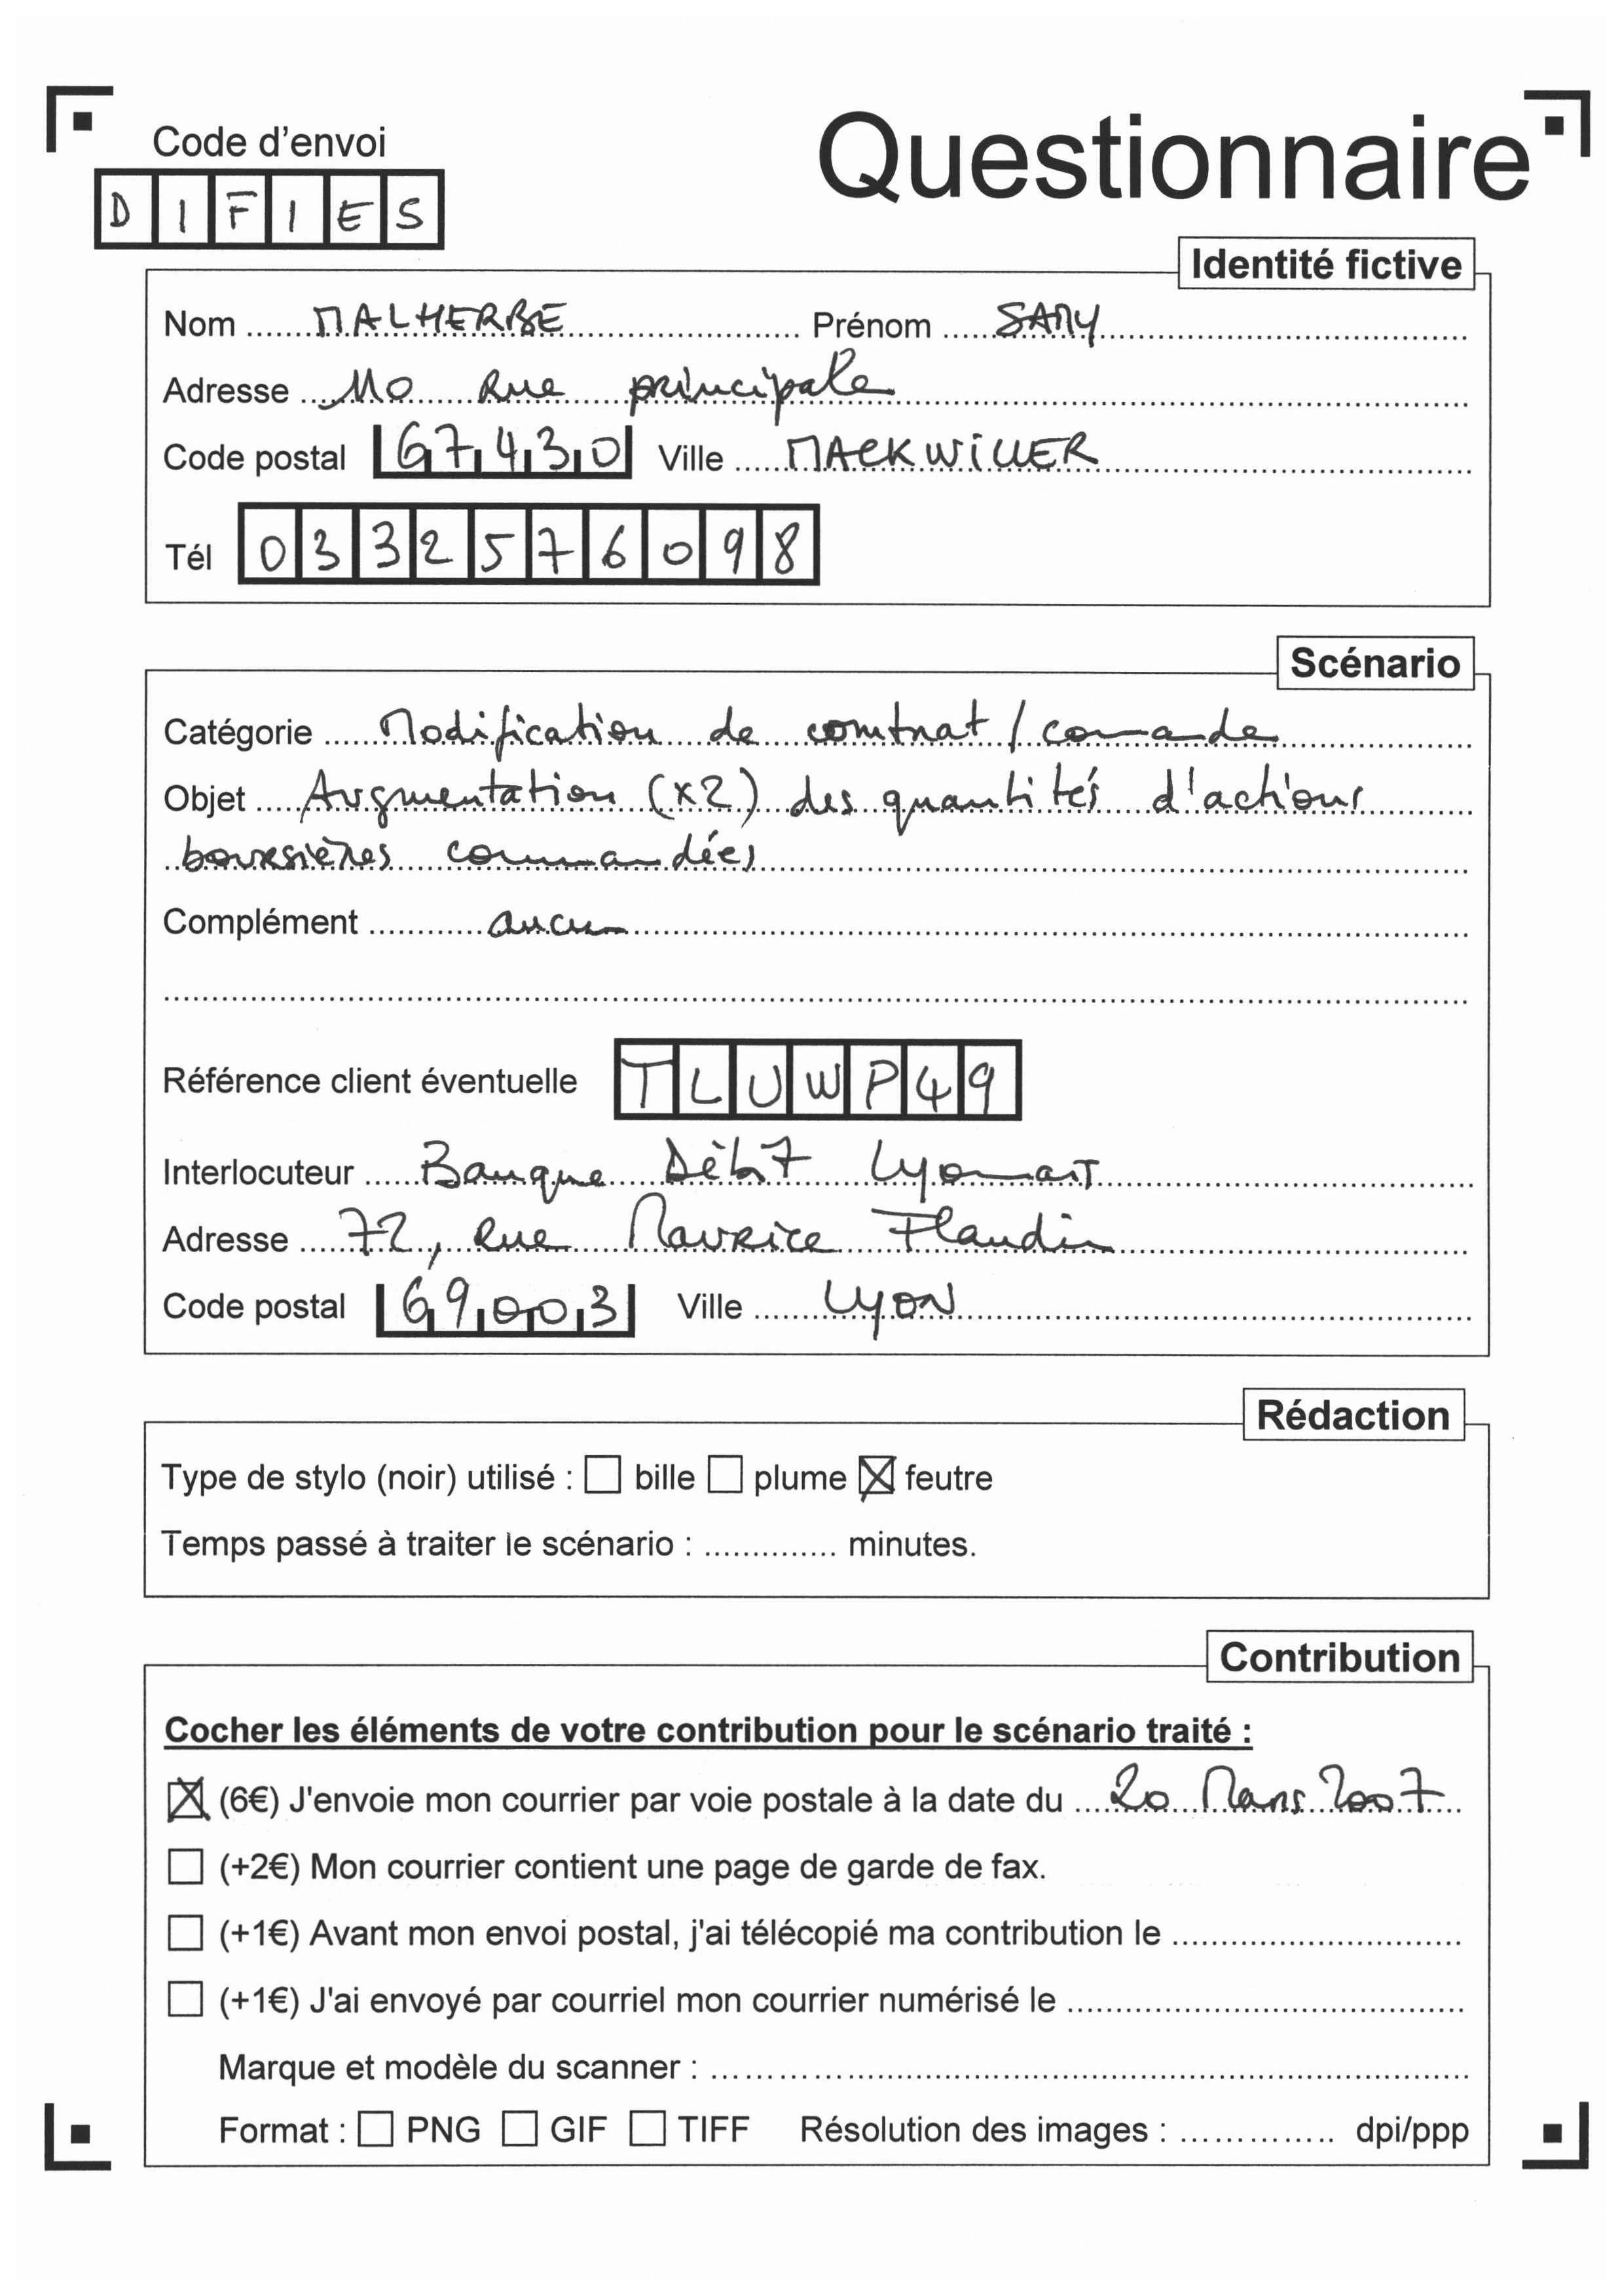 Code d'envoi
Questionnaire
DIFIES
Identité fictive
Nom MALHERBE Prénom SAMY
Adresse 110 Rue principale
Code postal 67430 Ville MACKWILLER
Tél 0332576098
Scénario
Catégorie Modification de contrat / commande
Objet Augmentation (x2) des quantités d'actions
boursières commandées
Complément aucun
Référence client éventuelle TLUWP49
Interlocuteur Banque Débit Lyonnais
Adresse 72, Rue Maurice Flandin
Code postal 69003 Ville Lyon
Rédaction
Type de stylo (noir) utilisé : ☐ bille ☐ plume ☒ feutre
Temps passé à traiter le scénario : .............. minutes.
Contribution
Cocher les éléments de votre contribution pour le scénario traité :
☒ (6€) J'envoie mon courrier par voie postale à la date du 20 Mars 2007
☐ (+2€) Mon courrier contient une page de garde de fax.
☐ (+1€) Avant mon envoi postal, j'ai télécopié ma contribution le
☐ (+1€) J'ai envoyé par courriel mon courrier numérisé le
Marque et modèle du scanner :
Format : ☐ PNG ☐ GIF ☐ TIFF Résolution des images : .............. dpi/ppp